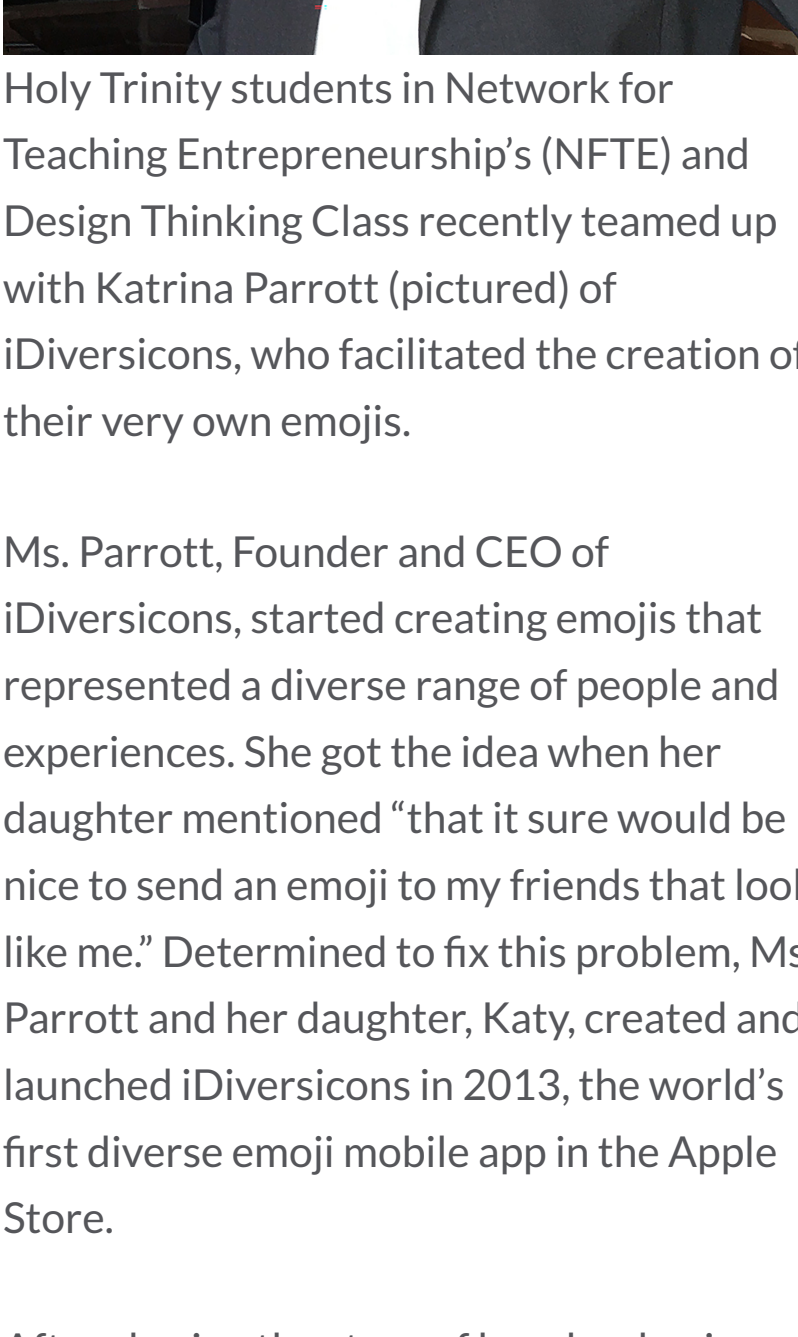 Holy Trinity students in Network for
Teaching Entrepreneurship’s (NFTE) and
Design Thinking Class recently teamed up
with Katrina Parrott (pictured) of
iDiversicons, who facilitated the creation of
their very own emojis.
Ms. Parrott, Founder and CEO of
iDiversicons, started creating emojis that
represented a diverse range of people and
experiences. She got the idea when her
daughter mentioned “that it sure would be
nice to send an emoji to my friends that look
like me.” Determined to fix this problem, Ms
Parrott and her daughter, Katy, created and
launched iDiversicons in 2013, the world’s
first diverse emoji mobile app in the Apple
Store.